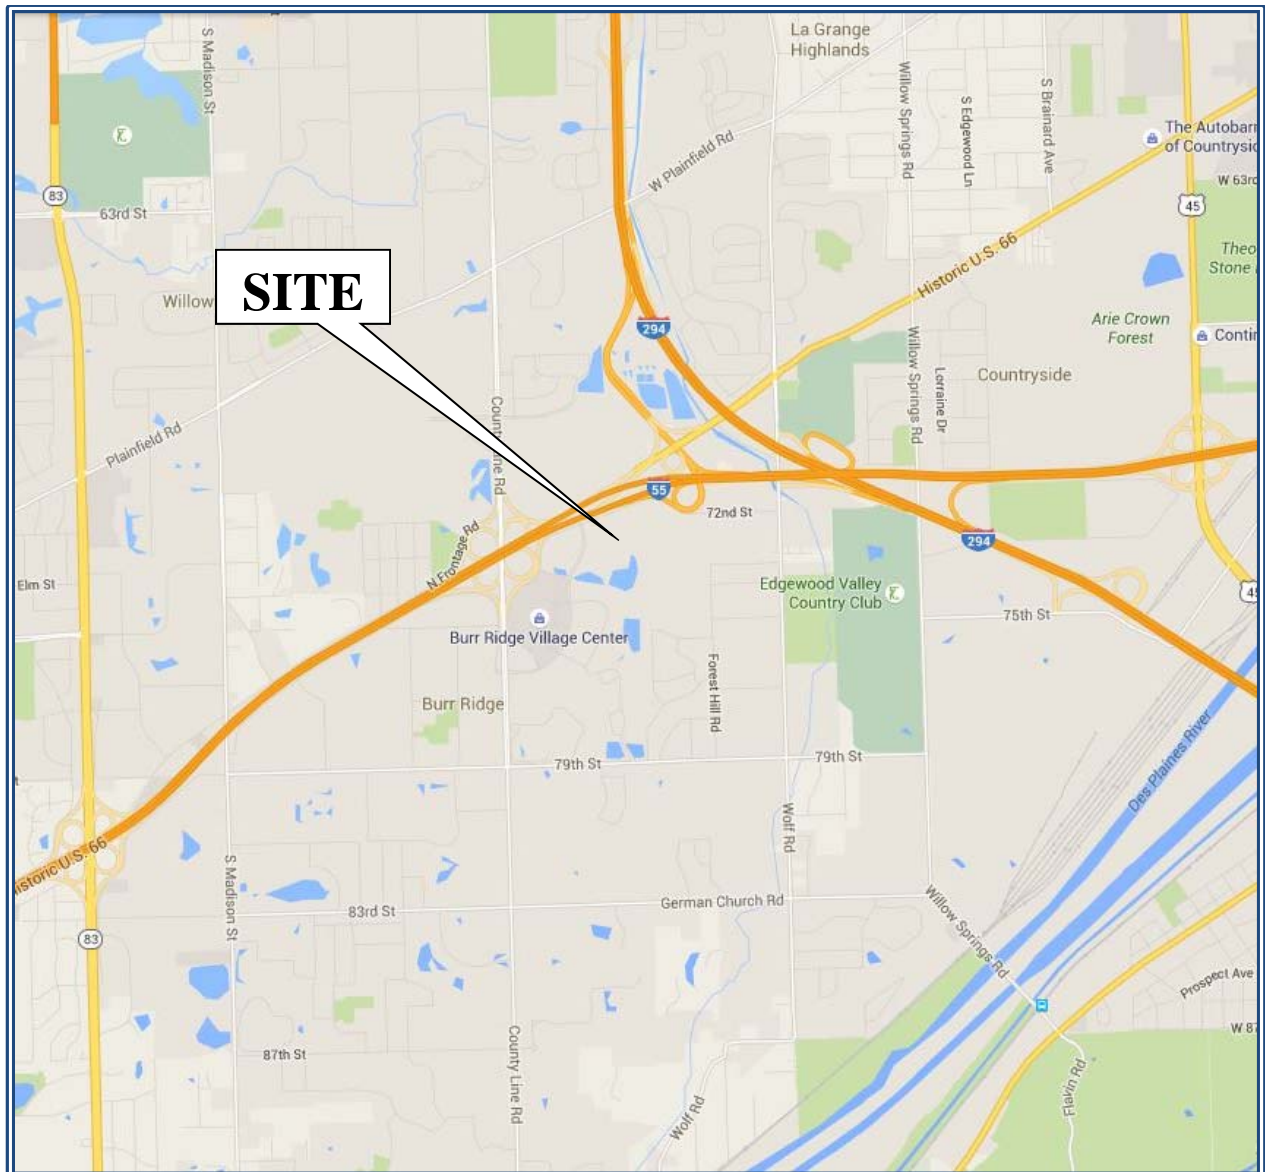 La Grange
Highlands
S Madison St
Willow Springs Rd
S Edgewood Ln
S Brainard Ave
The Autobarn
of Countrysid
W Plainfield Rd
W 63rd
83
63rd St
45
Theo
Stone
Historic U.S. 66
SITE
Willow
294
Arie Crown
Forest
Contin
Willow Springs Rd
Lorraine Dr
Countryside
County Line Rd
Plainfield Rd
55
72nd St
N Frontage Rd
294
Elm St
Edgewood Valley
Country Club
45
75th St
Burr Ridge Village Center
Forest Hill Rd
Burr Ridge
79th St
79th St
Des Plaines River
Wolf Rd
Historic U.S. 66
S Madison St
83rd St
German Church Rd
Willow Springs Rd
83
Prospect Ave
W 87
87th St
County Line Rd
Wolf Rd
Flavin Rd